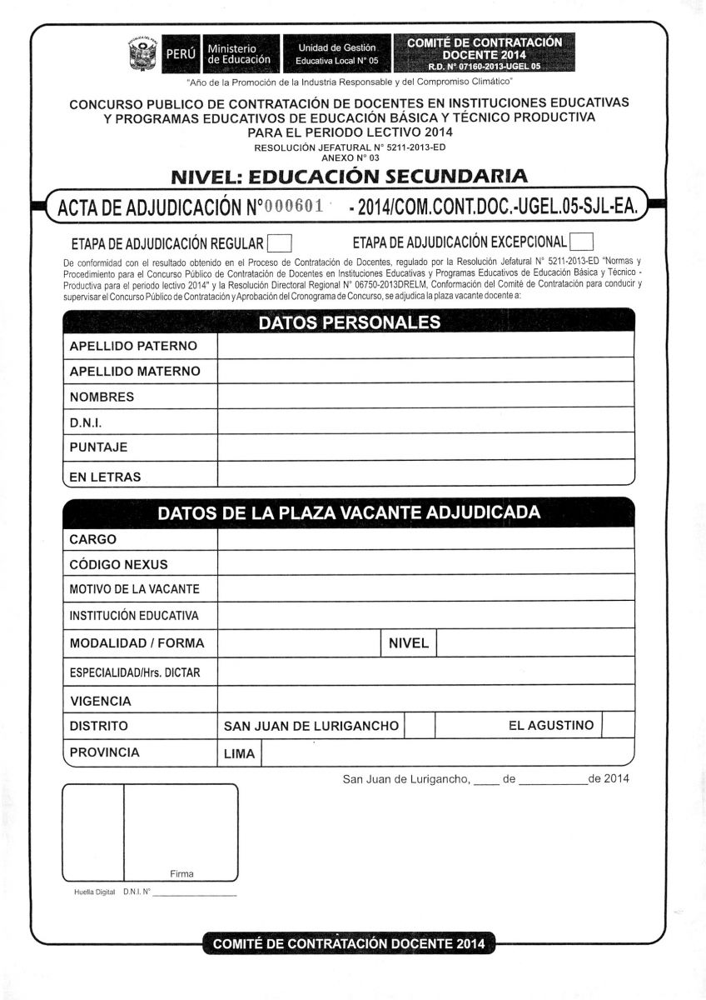 REPÚBLICA DEL PERÚ
PERÚ
Ministerio
de Educación
Unidad de Gestión
Educativa Local N° 05
COMITÉ DE CONTRATACIÓN
DOCENTE 2014
R.D. N° 07160-2013-UGEL 05
"Año de la Promoción de la Industria Responsable y del Compromiso Climático"
CONCURSO PUBLICO DE CONTRATACIÓN DE DOCENTES EN INSTITUCIONES EDUCATIVAS
Y PROGRAMAS EDUCATIVOS DE EDUCACIÓN BÁSICA Y TÉCNICO PRODUCTIVA
PARA EL PERIODO LECTIVO 2014
RESOLUCIÓN JEFATURAL N° 5211-2013-ED
ANEXO N° 03
NIVEL: EDUCACIÓN SECUNDARIA
ACTA DE ADJUDICACIÓN N°000601 - 2014/COM.CONT.DOC.-UGEL.05-SJL-EA.
ETAPA DE ADJUDICACIÓN REGULAR
ETAPA DE ADJUDICACIÓN EXCEPCIONAL
De conformidad con el resultado obtenido en el Proceso de Contratación de Docentes, regulado por la Resolución Jefatural N° 5211-2013-ED "Normas y
Procedimiento para el Concurso Público de Contratación de Docentes en Instituciones Educativas y Programas Educativos de Educación Básica y Técnico -
Productiva para el periodo lectivo 2014" y la Resolución Directoral Regional N° 06750-2013DRELM, Conformación del Comité de Contratación para conducir y
supervisar el Concurso Público de Contratación y Aprobación del Cronograma de Concurso, se adjudica la plaza vacante docente a:
DATOS PERSONALES
APELLIDO PATERNO
APELLIDO MATERNO
NOMBRES
D.N.I.
PUNTAJE
EN LETRAS
DATOS DE LA PLAZA VACANTE ADJUDICADA
CARGO
CÓDIGO NEXUS
MOTIVO DE LA VACANTE
INSTITUCIÓN EDUCATIVA
MODALIDAD / FORMA
NIVEL
ESPECIALIDAD/Hrs. DICTAR
VIGENCIA
DISTRITO
SAN JUAN DE LURIGANCHO
EL AGUSTINO
PROVINCIA
LIMA
San Juan de Lurigancho, ____ de __________de 2014
Firma
Huella Digital
D.N.I. N° ____________________
COMITÉ DE CONTRATACIÓN DOCENTE 2014